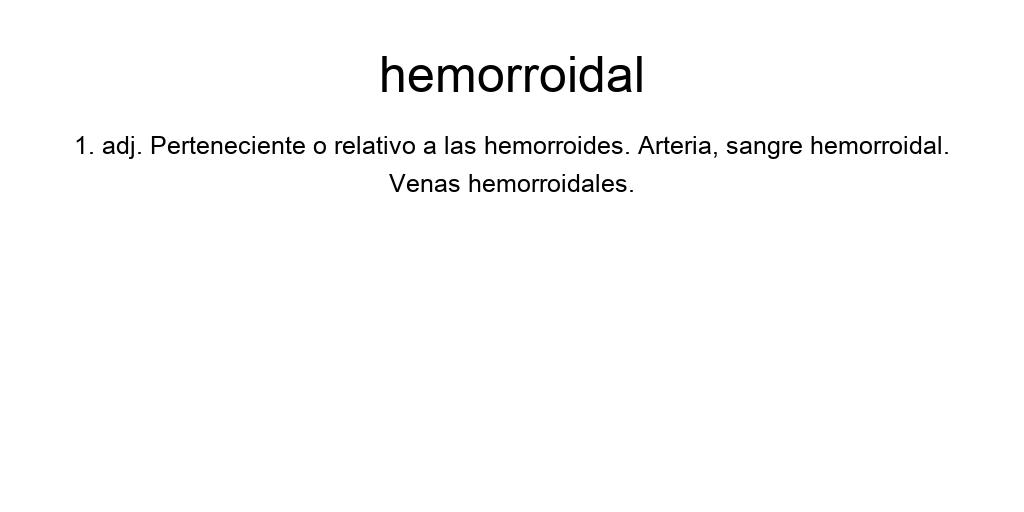 hemorroidal
1. adj. Perteneciente o relativo a las hemorroides. Arteria, sangre hemorroidal.
Venas hemorroidales.